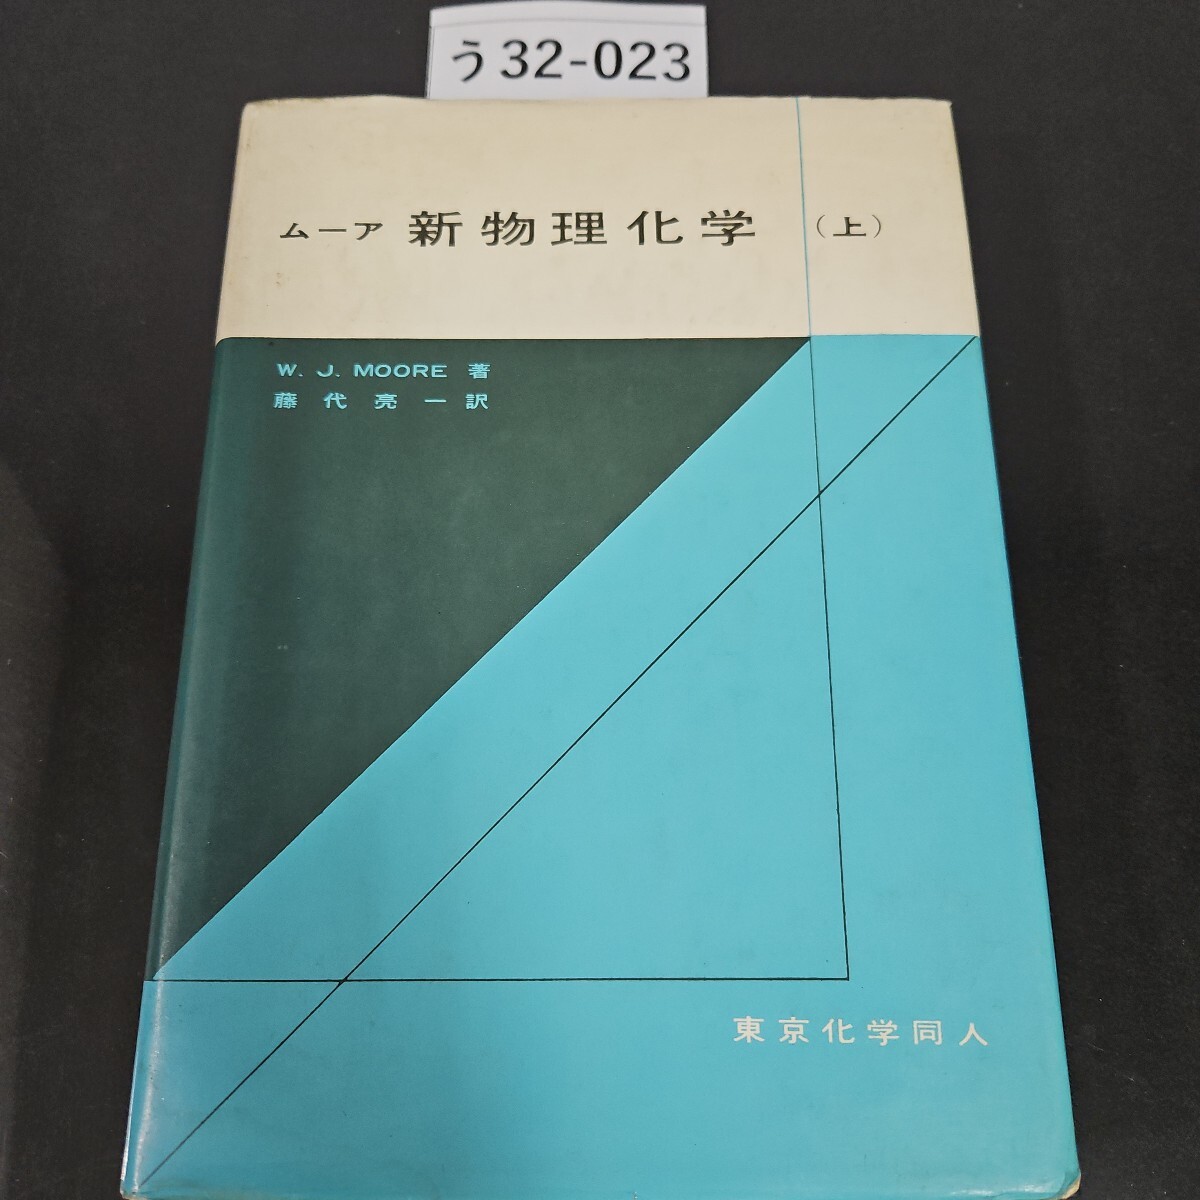 う32-023
ムーア 新物理化学 (上)
W. J. MOORE 著
藤代亮一訳
東京化学同人